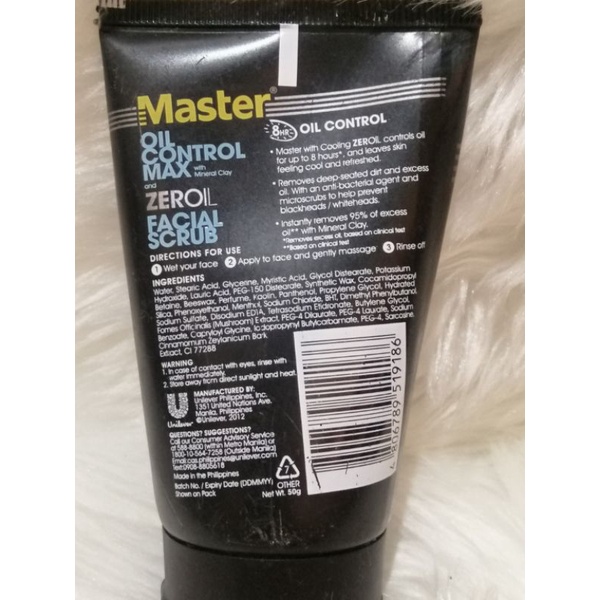 Master®
OIL
CONTROL
MAX with Mineral Clay
and
ZEROIL
FACIAL
SCRUB
8HR OIL CONTROL
• Master with Cooling ZEROIL controls oil
for up to 8 hours*, and leaves skin
feeling cool and refreshed.
• Removes deep-seated dirt and excess
oil. With an anti-bacterial agent and
microscrubs to help prevent
blackheads / whiteheads.
• Instantly removes 95% of excess
oil** with Mineral Clay.
*Removes excess oil, based on clinical test
**Based on clinical test
DIRECTIONS FOR USE
1 Wet your face 2 Apply to face and gently massage 3 Rinse off
INGREDIENTS
Water, Stearic Acid, Glycerine, Myristic Acid, Glycol Distearate, Potassium
Hydroxide, Lauric Acid, PEG-150 Distearate, Synthetic Wax, Cocamidopropyl
Betaine, Beeswax, Perfume, Kaolin, Panthenol, Propylene Glycol, Hydrated
Silica, Phenoxyethanol, Menthol, Sodium Chloride, BHT, Dimethyl Phenylbutanol,
Sodium Sulfate, Disodium EDTA, Tetrasodium Etidronate, Butylene Glycol,
Fomes Officinalis (Mushroom) Extract, PEG-4 Dilaurate, PEG-4 Laurate, Sodium
Benzoate, Capryloyl Glycine, Iodopropynyl Butylcarbamate, PEG-4, Sarcosine,
Cinnamomum Zeylanicum Bark
Extract, CI 77288
WARNING
1. In case of contact with eyes, rinse with
water immediately.
2. Store away from direct sunlight and heat.
MANUFACTURED BY:
Unilever Philippines, Inc.
1351 United Nations Ave.
Manila, Philippines
©Unilever, 2012
Unilever
QUESTIONS? SUGGESTIONS?
Call our Consumer Advisory Service
at 588-8800 (within Metro Manila) or
1800-10-564-7258 (Outside Manila)
Email:cas.philippines@unilever.com
Text:0908-8805618
Made in the Philippines
Batch No. / Expiry Date (DDMMYY)
Shown on Pack
7
OTHER
Net Wt. 50g
4 806789 519186